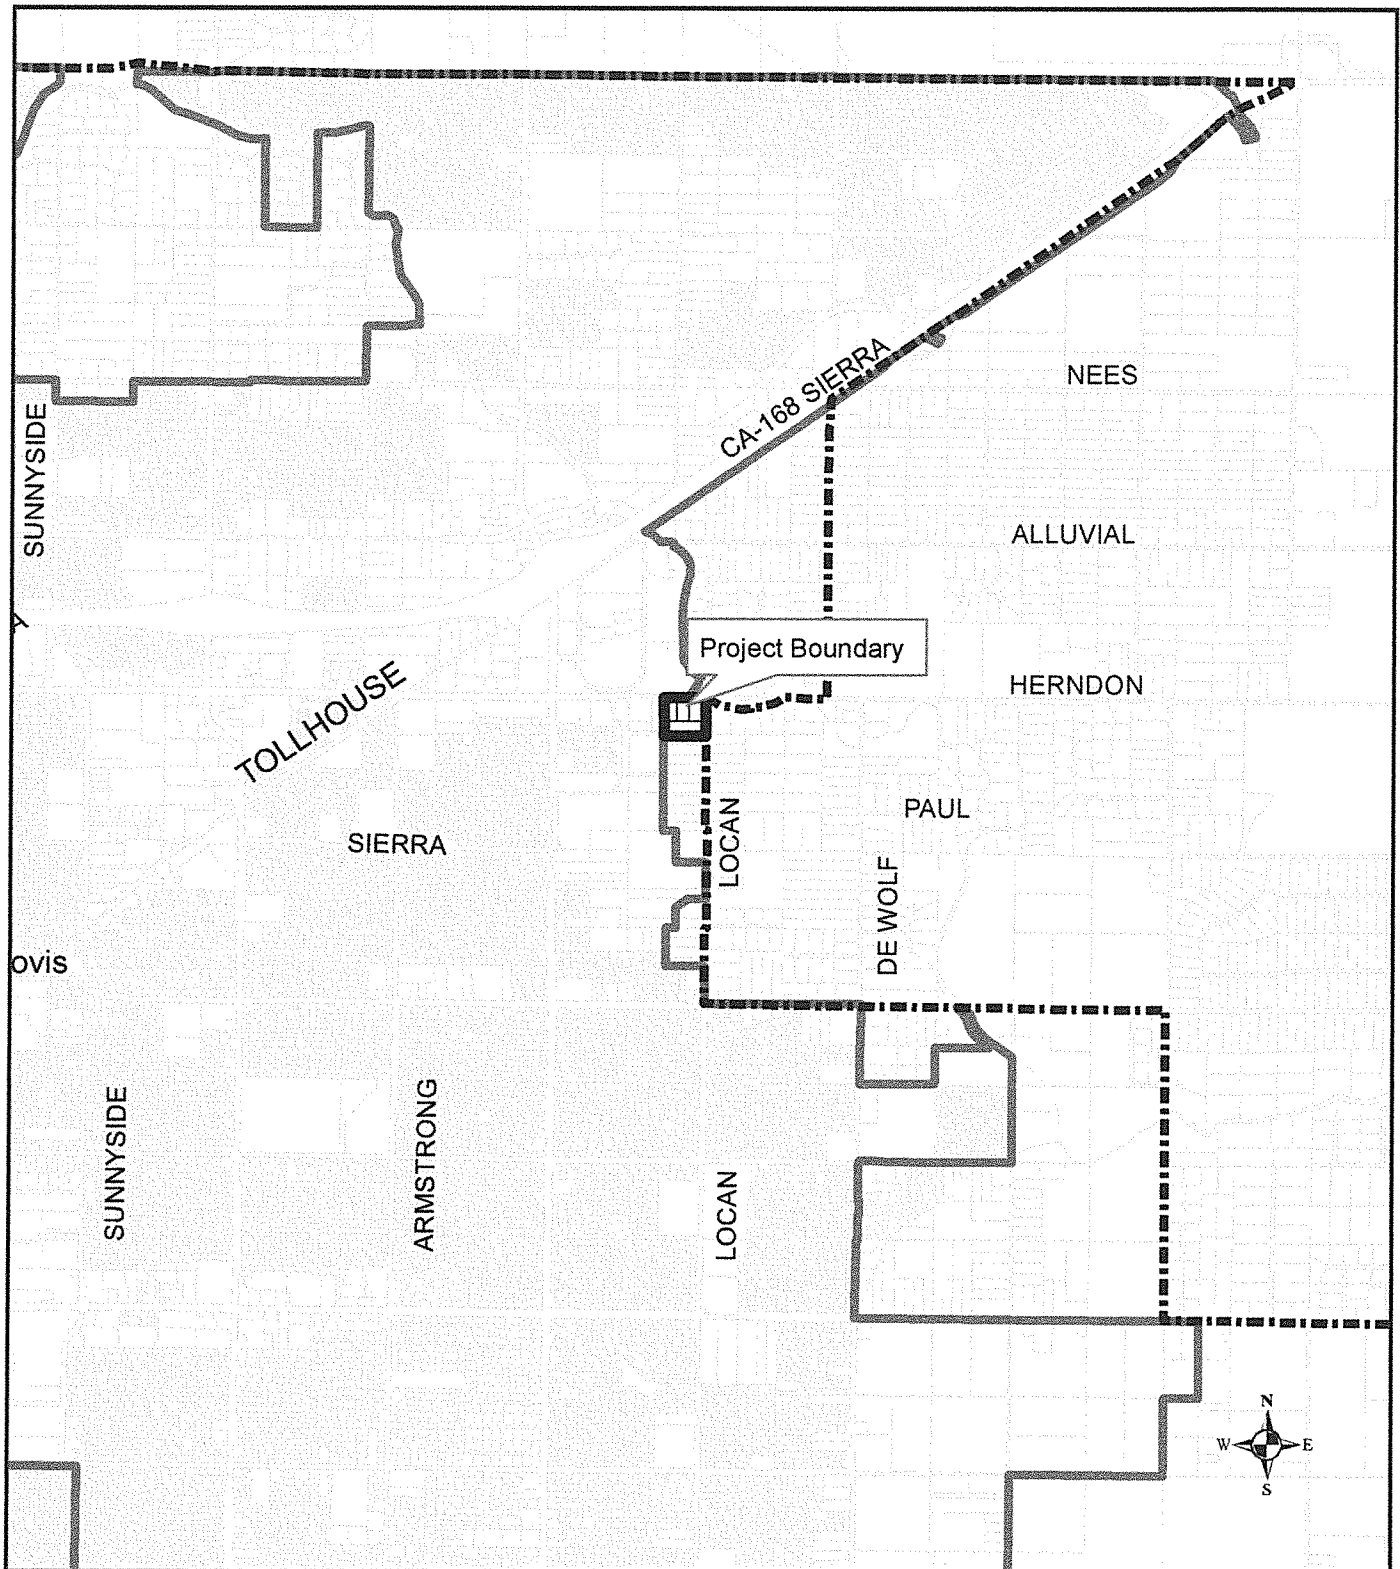 NEES
CA-168 SIERRA
SUNNYSIDE
ALLUVIAL
Project Boundary
HERNDON
TOLLHOUSE
PAUL
SIERRA
LOCAN
DE WOLF
ovis
SUNNYSIDE
ARMSTRONG
LOCAN
N
W E
S